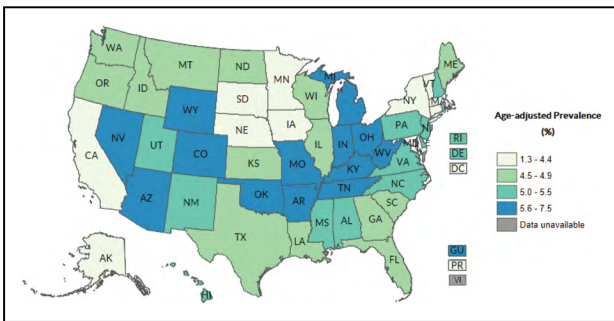 WA
MT
ND
MN
ME
VT
OR
ID
SD
WI
MI
NY
WY
IA
PA
NJ
NE
IL
IN
OH
NV
UT
CO
KS
MO
WV
MD
CA
KY
VA
AZ
NM
OK
AR
TN
NC
SC
MS
AL
GA
TX
LA
FL
AK
HI
RI
DE
DC
GU
PR
VI
Age-adjusted Prevalence
(%)
1.3 - 4.4
4.5 - 4.9
5.0 - 5.5
5.6 - 7.5
Data unavailable